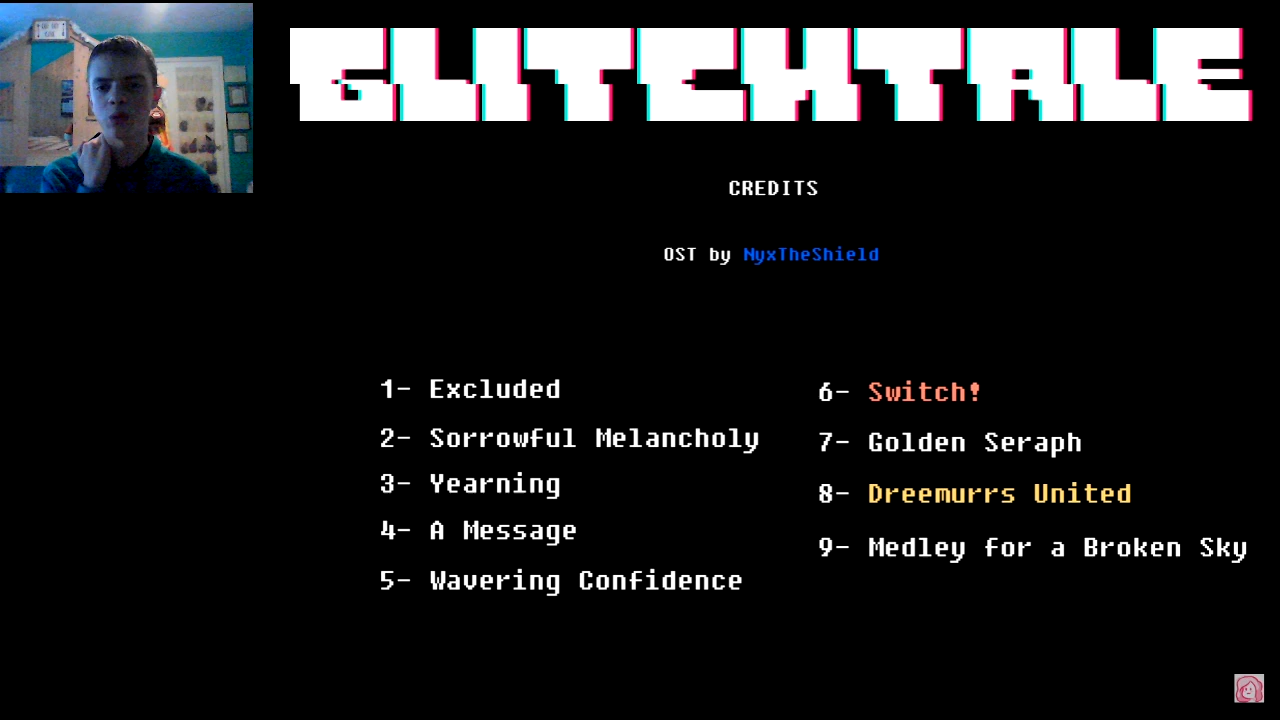 GLITCHTALE
CREDITS
OST by NyxTheShield
1- Excluded
2- Sorrowful Melancholy
3- Yearning
4- A Message
5- Wavering Confidence
6- Switch!
7- Golden Seraph
8- Dreemurrs United
9- Medley for a Broken Sky